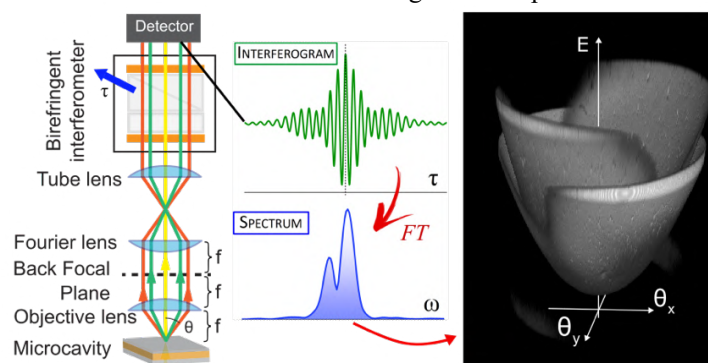 Detector
τ
Birefringent
interferometer
Tube lens
Fourier lens
f
Back Focal
Plane
f
Objective lens
θ
f
Microcavity
INTERFEROGRAM
τ
FT
SPECTRUM
ω
E
θx
θy